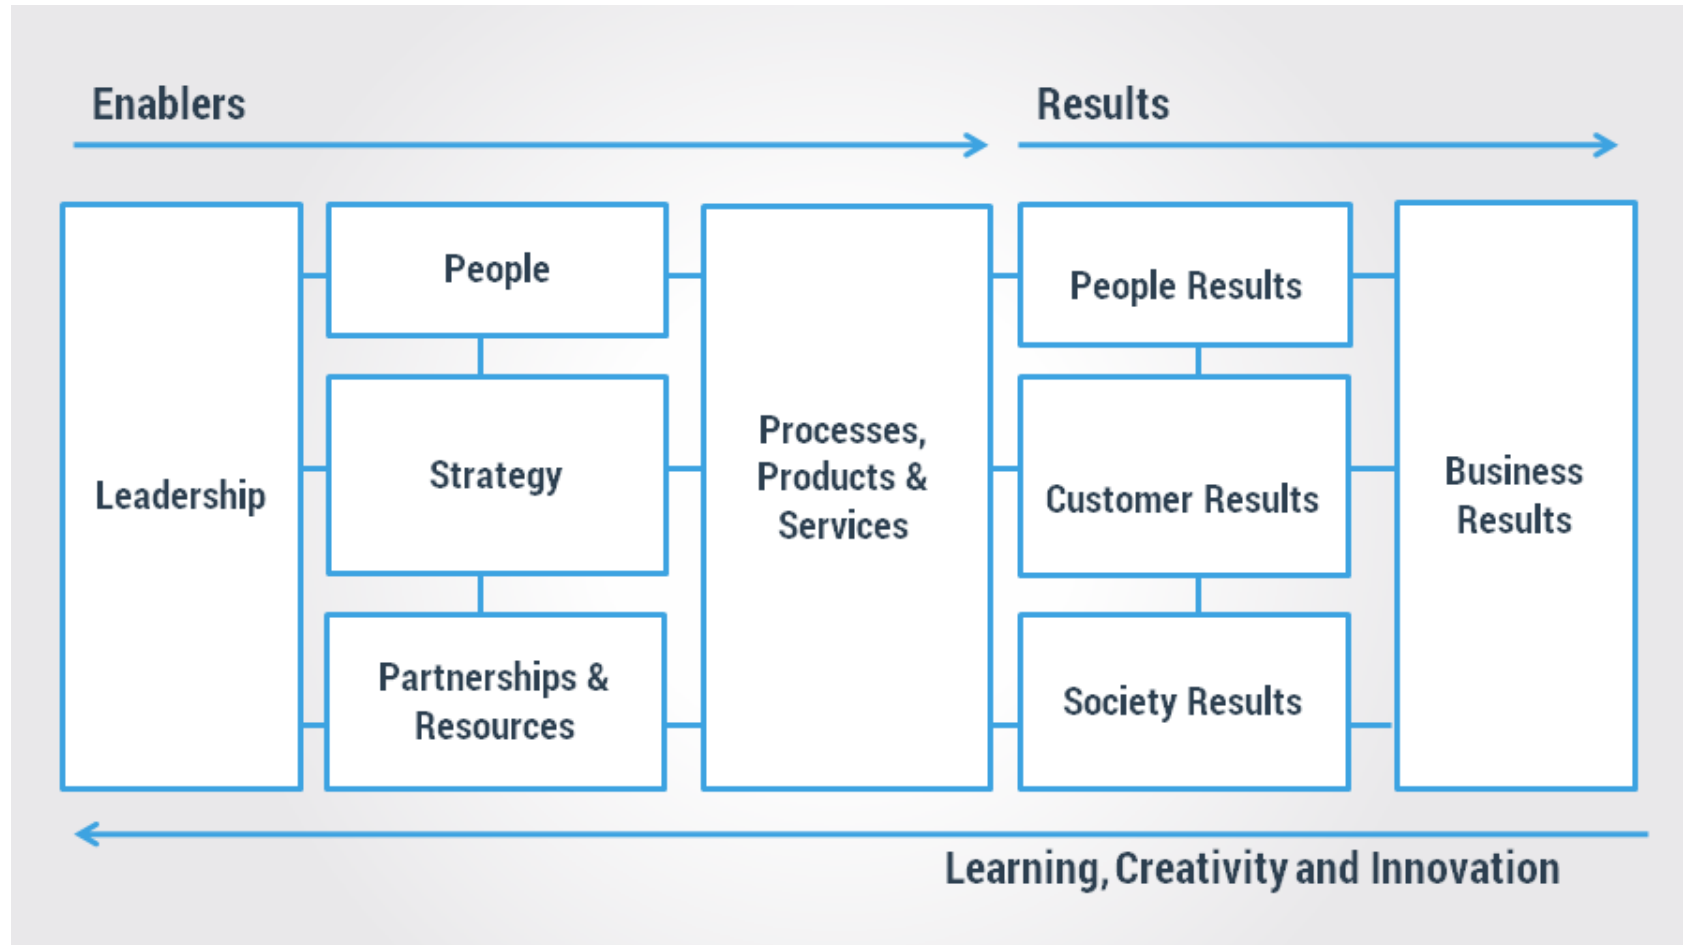 Enablers
Results
Leadership
People
Strategy
Partnerships &
Resources
Processes,
Products &
Services
People Results
Customer Results
Society Results
Business
Results
Learning, Creativity and Innovation